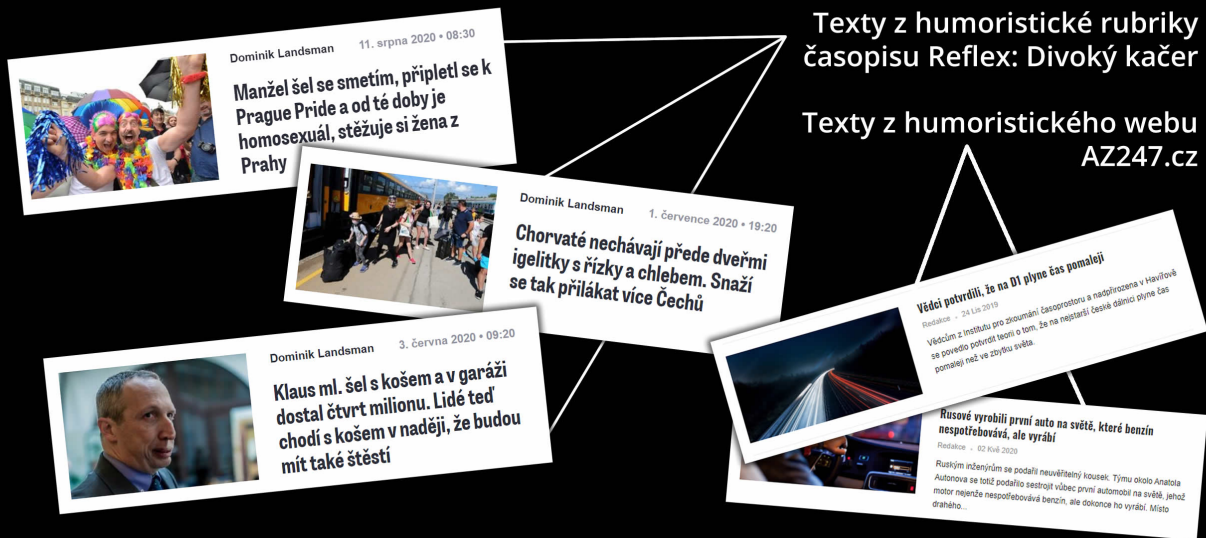 Texty z humoristické rubriky
časopisu Reflex: Divoký kačer
Texty z humoristického webu
AZ247.cz
Dominik Landsman 11. srpna 2020 • 08:30
Manžel šel se smetím, připletl se k
Prague Pride a od té doby je
homosexuál, stěžuje si žena z
Prahy
Dominik Landsman 1. července 2020 • 19:20
Chorvaté nechávají přede dveřmi
igelitky s řízky a chlebem. Snaží
se tak přilákat více Čechů
Dominik Landsman 3. června 2020 • 09:20
Klaus ml. šel s košem a v garáži
dostal čtvrt milionu. Lidé teď
chodí s košem v naději, že budou
mít také štěstí
Vědci potvrdili, že na D1 plyne čas pomaleji
Redakce . 24 Lis 2019
Vědcům z Institutu pro zkoumání časoprostoru a nadpřirozena v Havířově
se povedlo potvrdit teorii o tom, že na nejstarší české dálnici plyne čas
pomaleji než ve zbytku světa.
Rusové vyrobili první auto na světě, které benzín
nespotřebovává, ale vyrábí
Redakce . 02 Kvě 2020
Ruským inženýrům se podařil neuvěřitelný kousek. Týmu okolo Anatola
Autonova se totiž podařilo sestrojit vůbec první automobil na světě, jehož
motor nejenže nespotřebovává benzín, ale dokonce ho vyrábí. Místo
drahého...